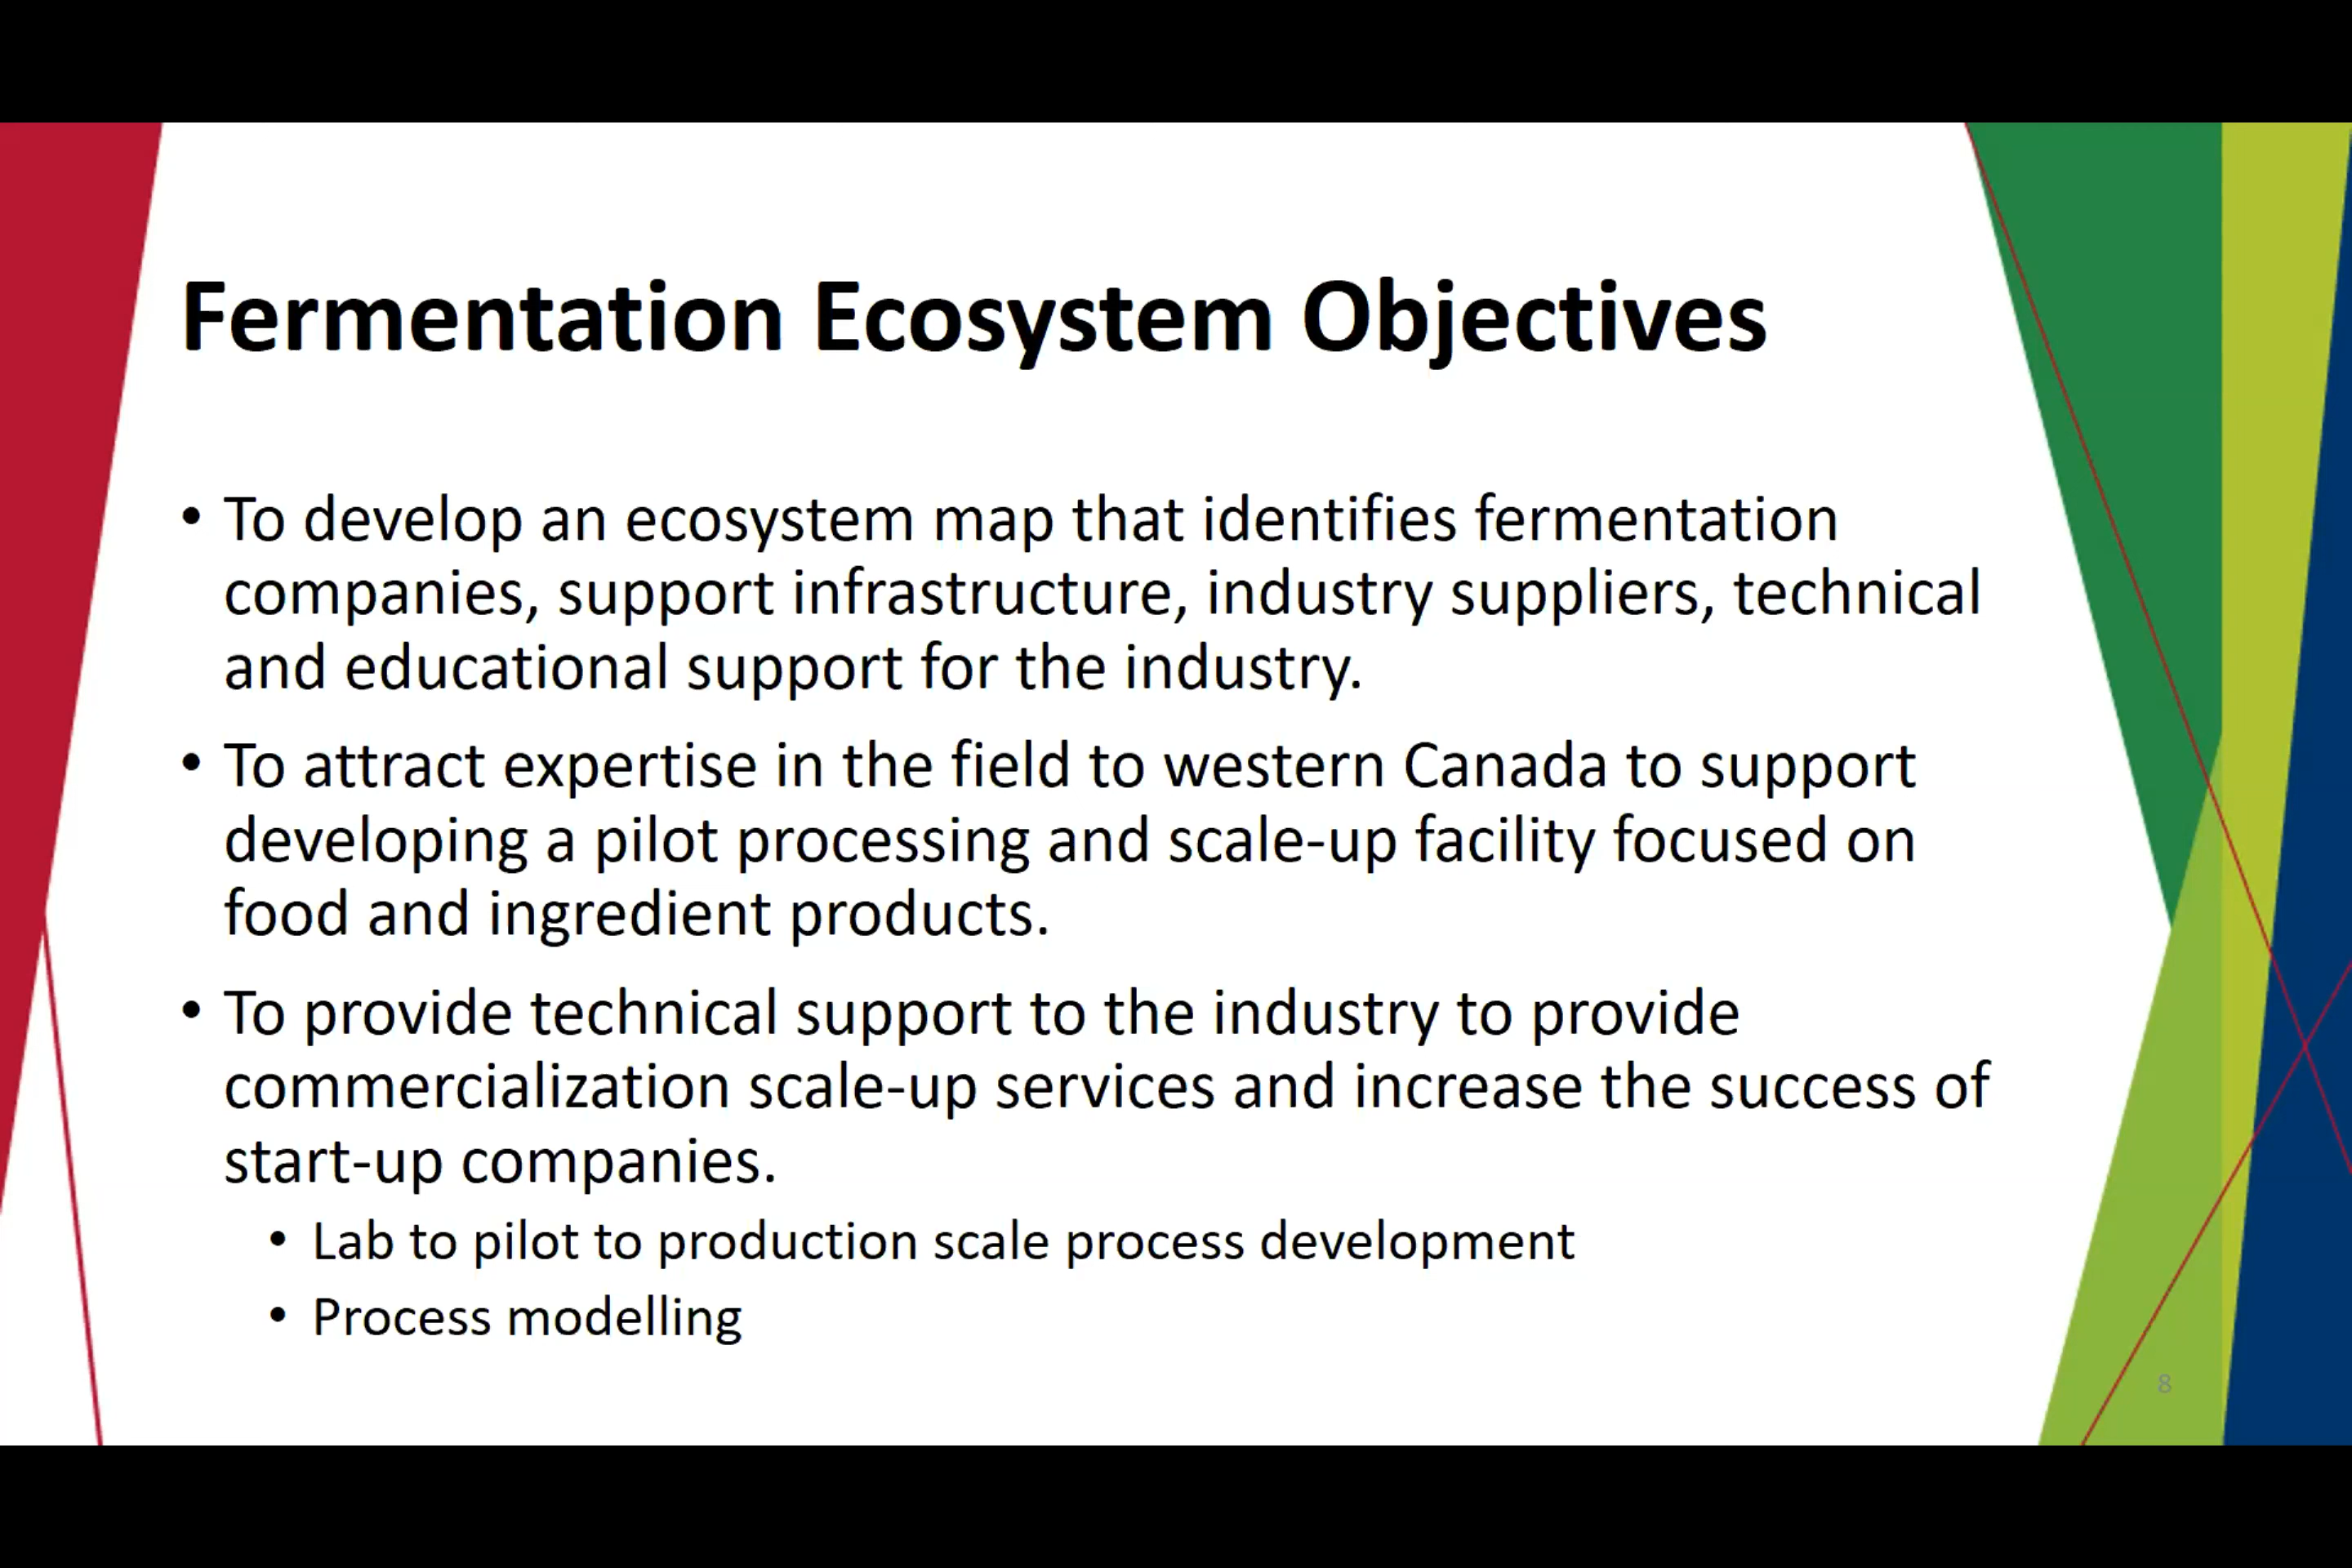 Fermentation Ecosystem Objectives
• To develop an ecosystem map that identifies fermentation
companies, support infrastructure, industry suppliers, technical
and educational support for the industry.
• To attract expertise in the field to western Canada to support
developing a pilot processing and scale-up facility focused on
food and ingredient products.
• To provide technical support to the industry to provide
commercialization scale-up services and increase the success of
start-up companies.
• Lab to pilot to production scale process development
• Process modelling
8